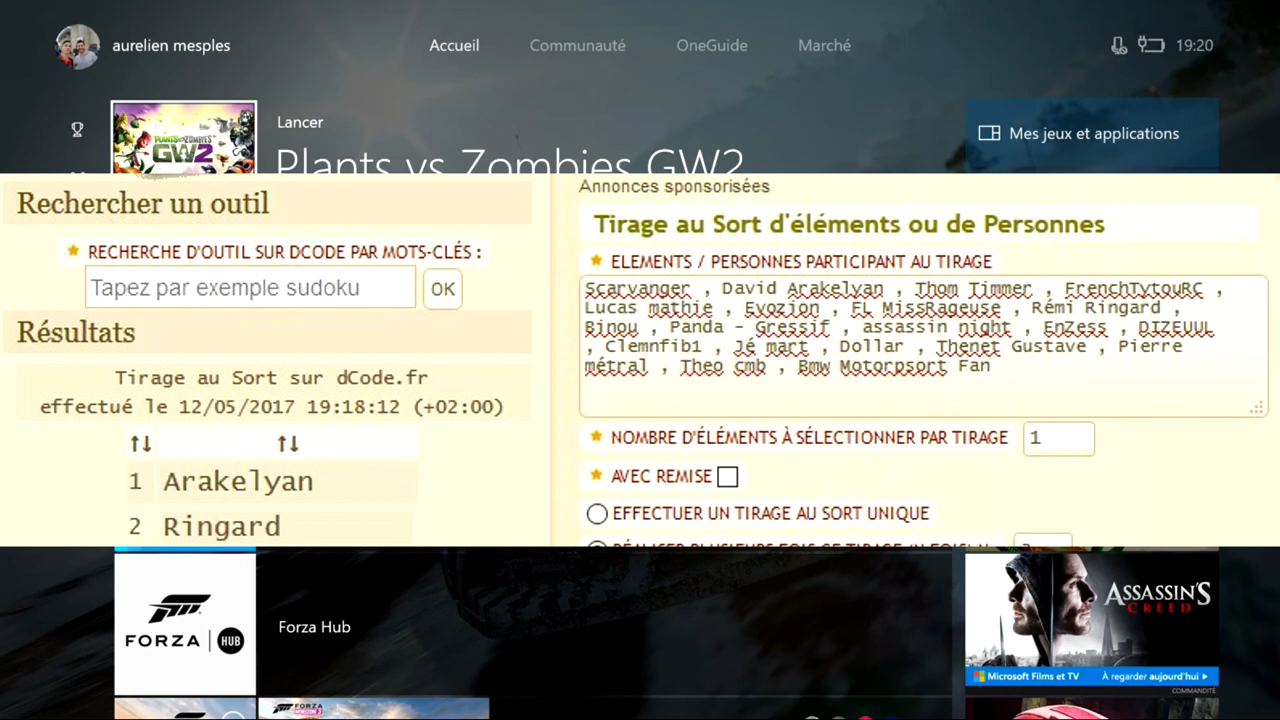 aurelien mesples
Accueil
Communauté
OneGuide
Marché
19:20
PLANTS vs ZOMBIES
GW2
Lancer
Plants vs Zombies GW2
Mes jeux et applications
Rechercher un outil
RECHERCHE D'OUTIL SUR DCODE PAR MOTS-CLÉS :
Tapez par exemple sudoku
OK
Résultats
Tirage au Sort sur dCode.fr
effectué le 12/05/2017 19:18:12 (+02:00)
1 Arakelyan
2 Ringard
Annonces sponsorisées
Tirage au Sort d'éléments ou de Personnes
ELEMENTS / PERSONNES PARTICIPANT AU TIRAGE
Scarvanger , David Arakelyan , Thom Timmer , FrenchTytouRC ,
Lucas mathie , Evozion , FL MissRageuse , Rémi Ringard ,
Binou , Panda - Gressif , assassin night , EnZess , DIZEUUL
, Clemnfib1 , Jé mart , Dollar , Thenet Gustave , Pierre
métral , Theo cmb , Bmw Motorpsort Fan
NOMBRE D'ÉLÉMENTS À SÉLECTIONNER PAR TIRAGE 1
AVEC REMISE
EFFECTUER UN TIRAGE AU SORT UNIQUE
FORZA HUB
Forza Hub
ASSASSIN'S
CREED
Microsoft Films et TV
À regarder aujourd'hui
COMMANDITÉ
FORZA